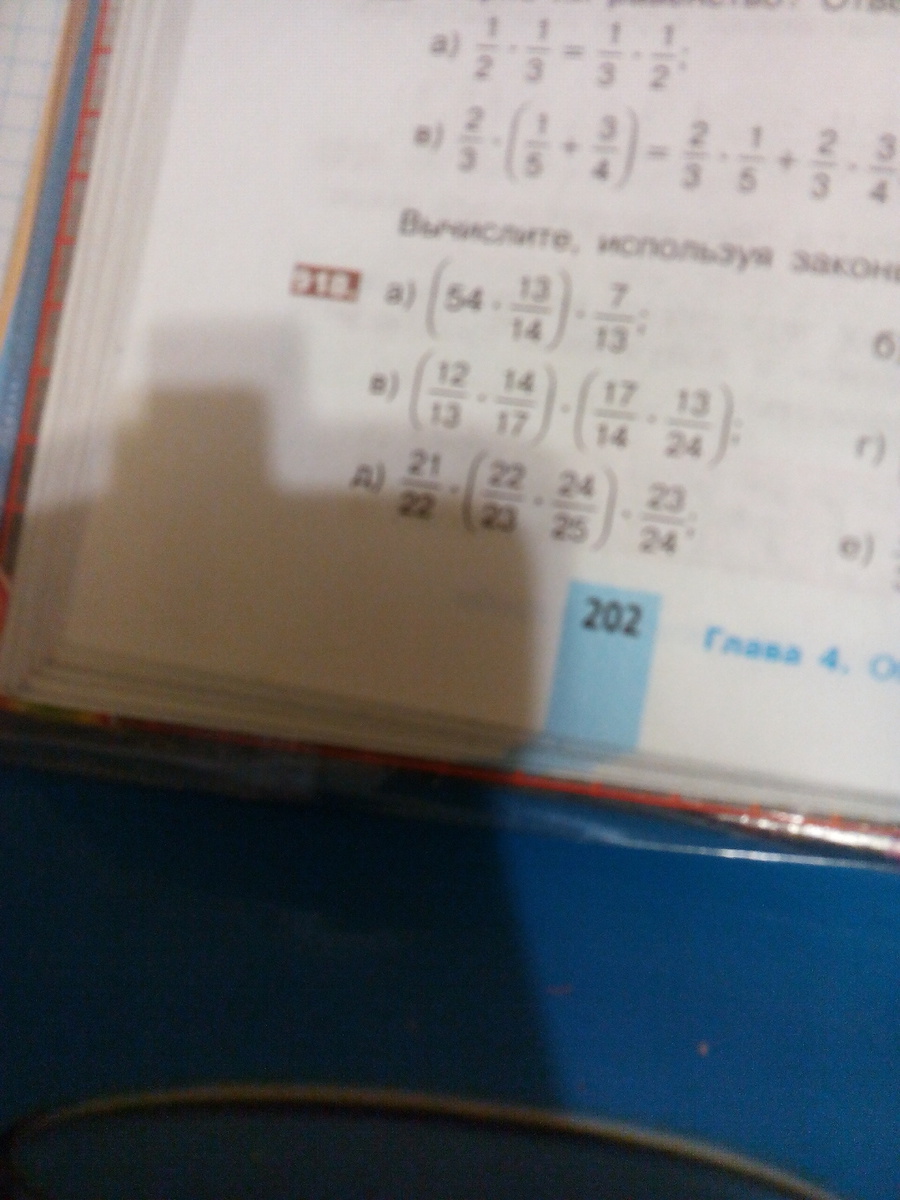 равенство?
а) 1/2 · 1/3 = 1/3 · 1/2;
в) 2/3 · (1/5 + 3/4) = 2/3 · 1/5 + 2/3 · 3/4
Вычислите, используя
918. а) (54 · 13/14) · 7/13; б)
в) (12/13 · 14/17) · (17/14 · 13/24); г)
д) 21/22 · (22/23 · 24/25) · 23/24; е)
202 Глава 4.